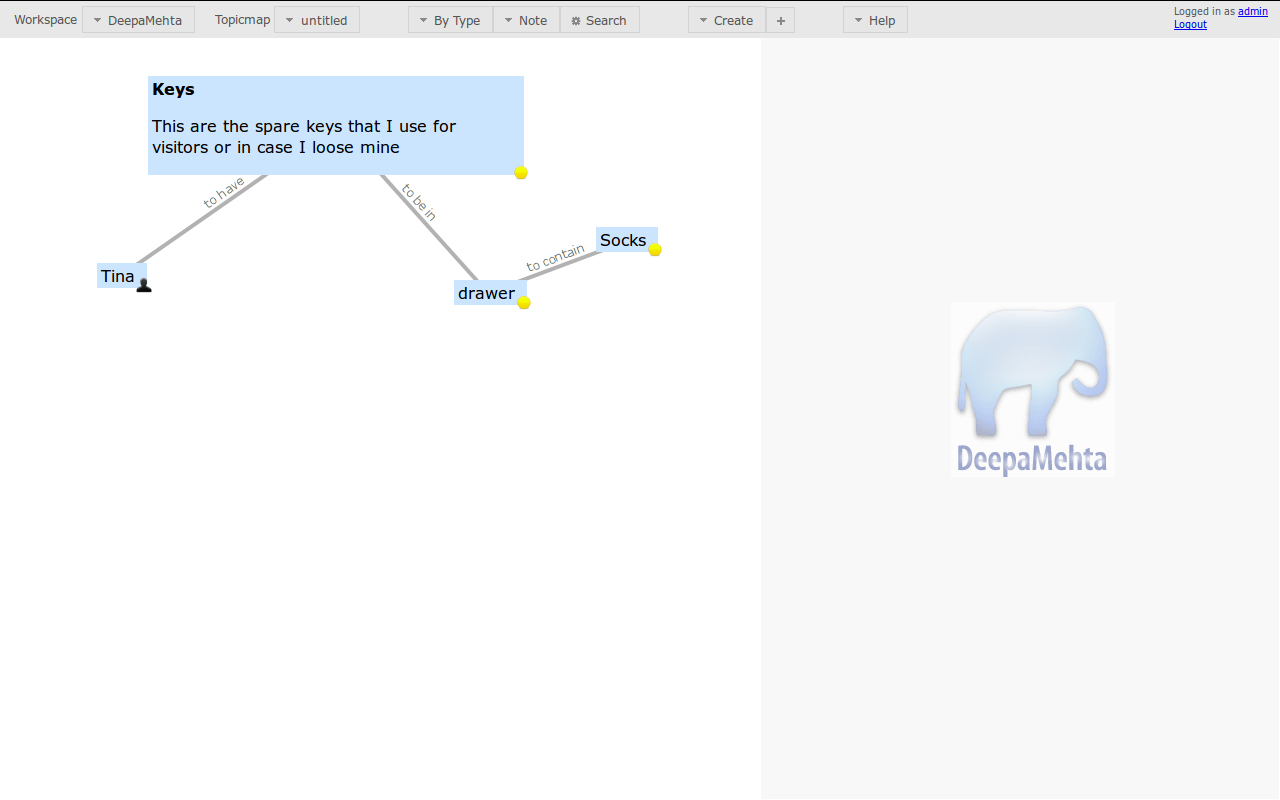 Workspace DeepaMehta Topicmap untitled By Type Note Search Create + Help Logged in as admin
Logout
Keys
This are the spare keys that I use for
visitors or in case I loose mine
to have
to be in
Socks
to contain
Tina
drawer
DeepaMehta